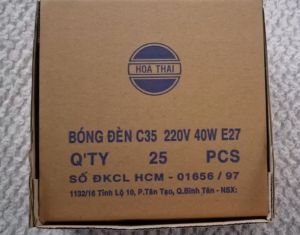 HOA THAI
BÓNG ĐÈN C35 220V 40W E27
Q'TY 25 PCS
SỐ ĐKCL HCM - 01656 / 97
1132/16 Tỉnh Lộ 10, P.Tân Tạo, Q.Bình Tân - NSX: